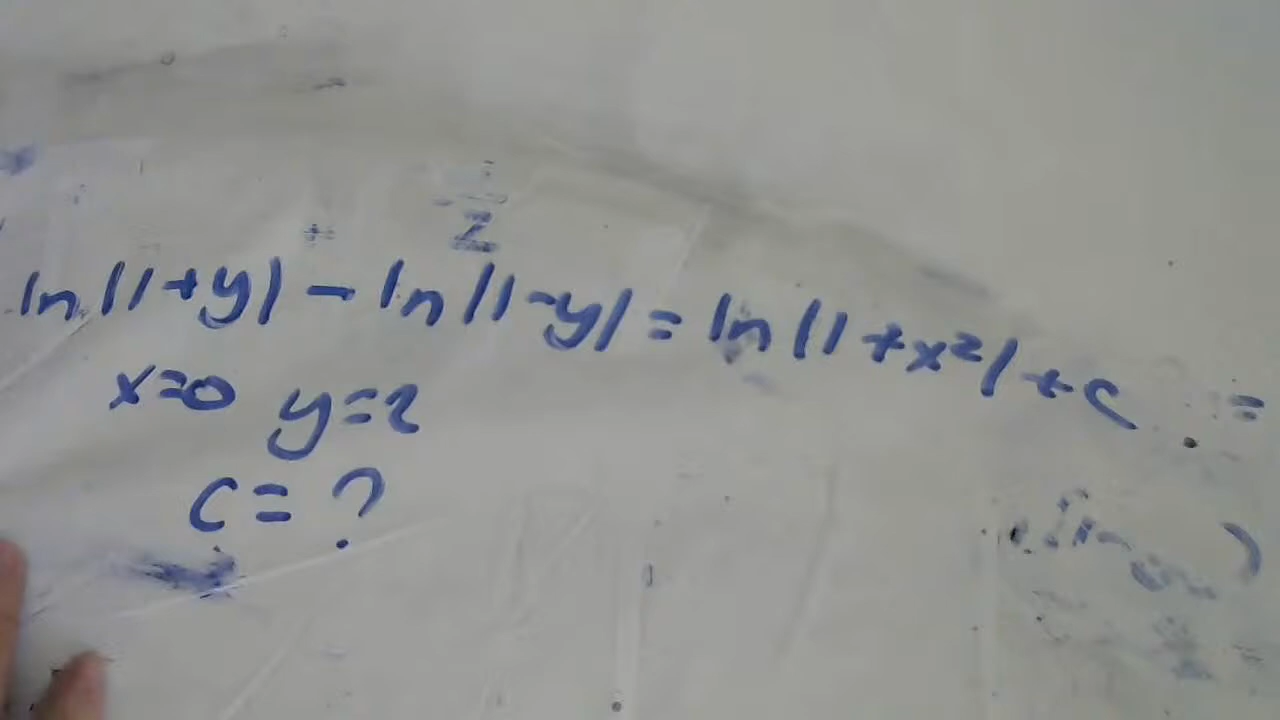 ln|1+y| - ln|1-y| = ln|1+x²| + c =
x=0 y=2
c= ?